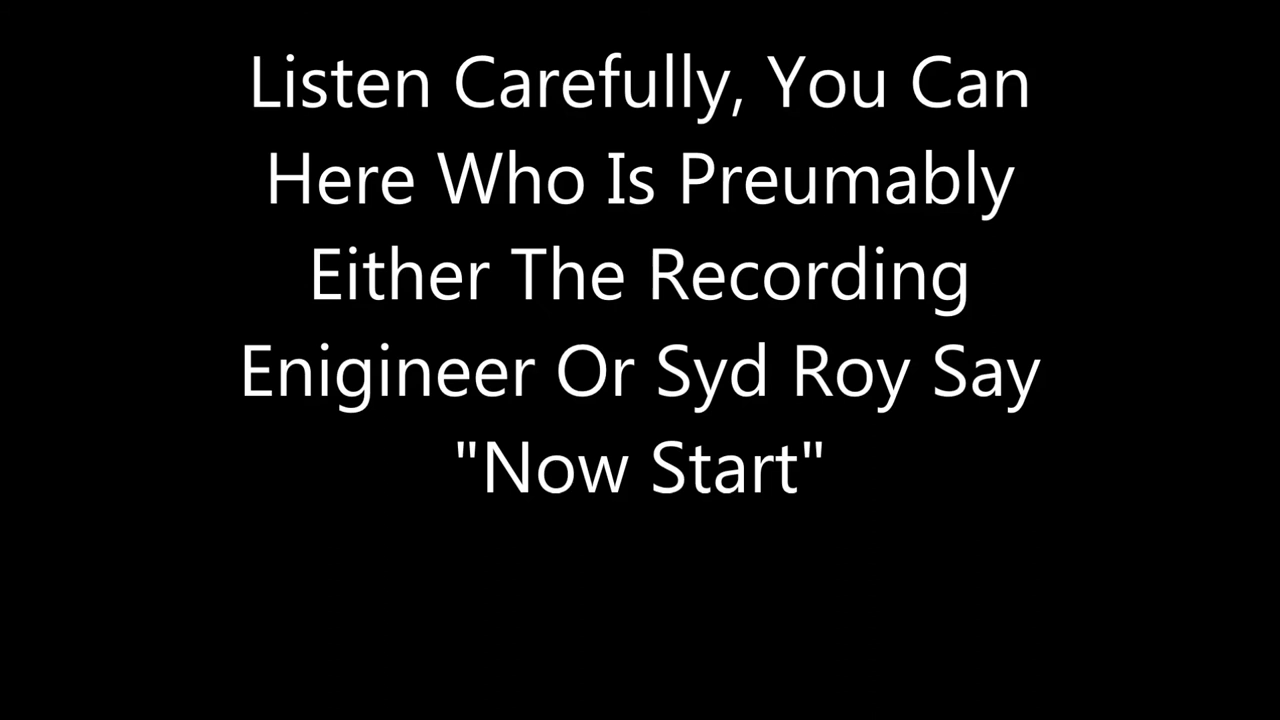 Listen Carefully, You Can
Here Who Is Preumably
Either The Recording
Enigineer Or Syd Roy Say
"Now Start"